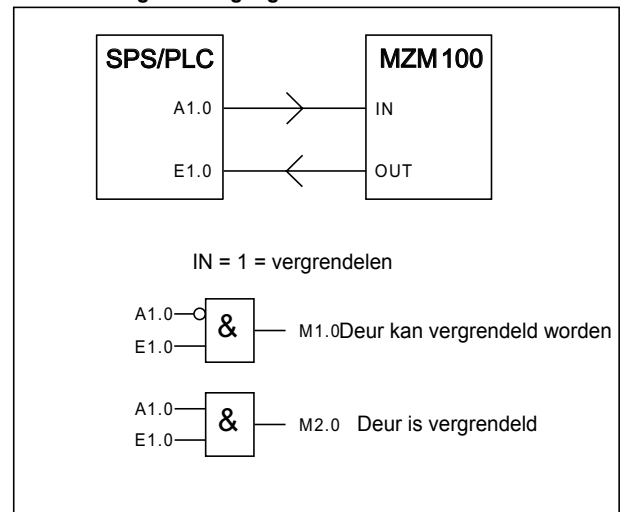 SPS/PLC MZM 100
A1.0 IN
E1.0 OUT
IN = 1 = vergrendelen
A1.0 & M1.0 Deur kan vergrendeld worden
E1.0
A1.0 & M2.0 Deur is vergrendeld
E1.0